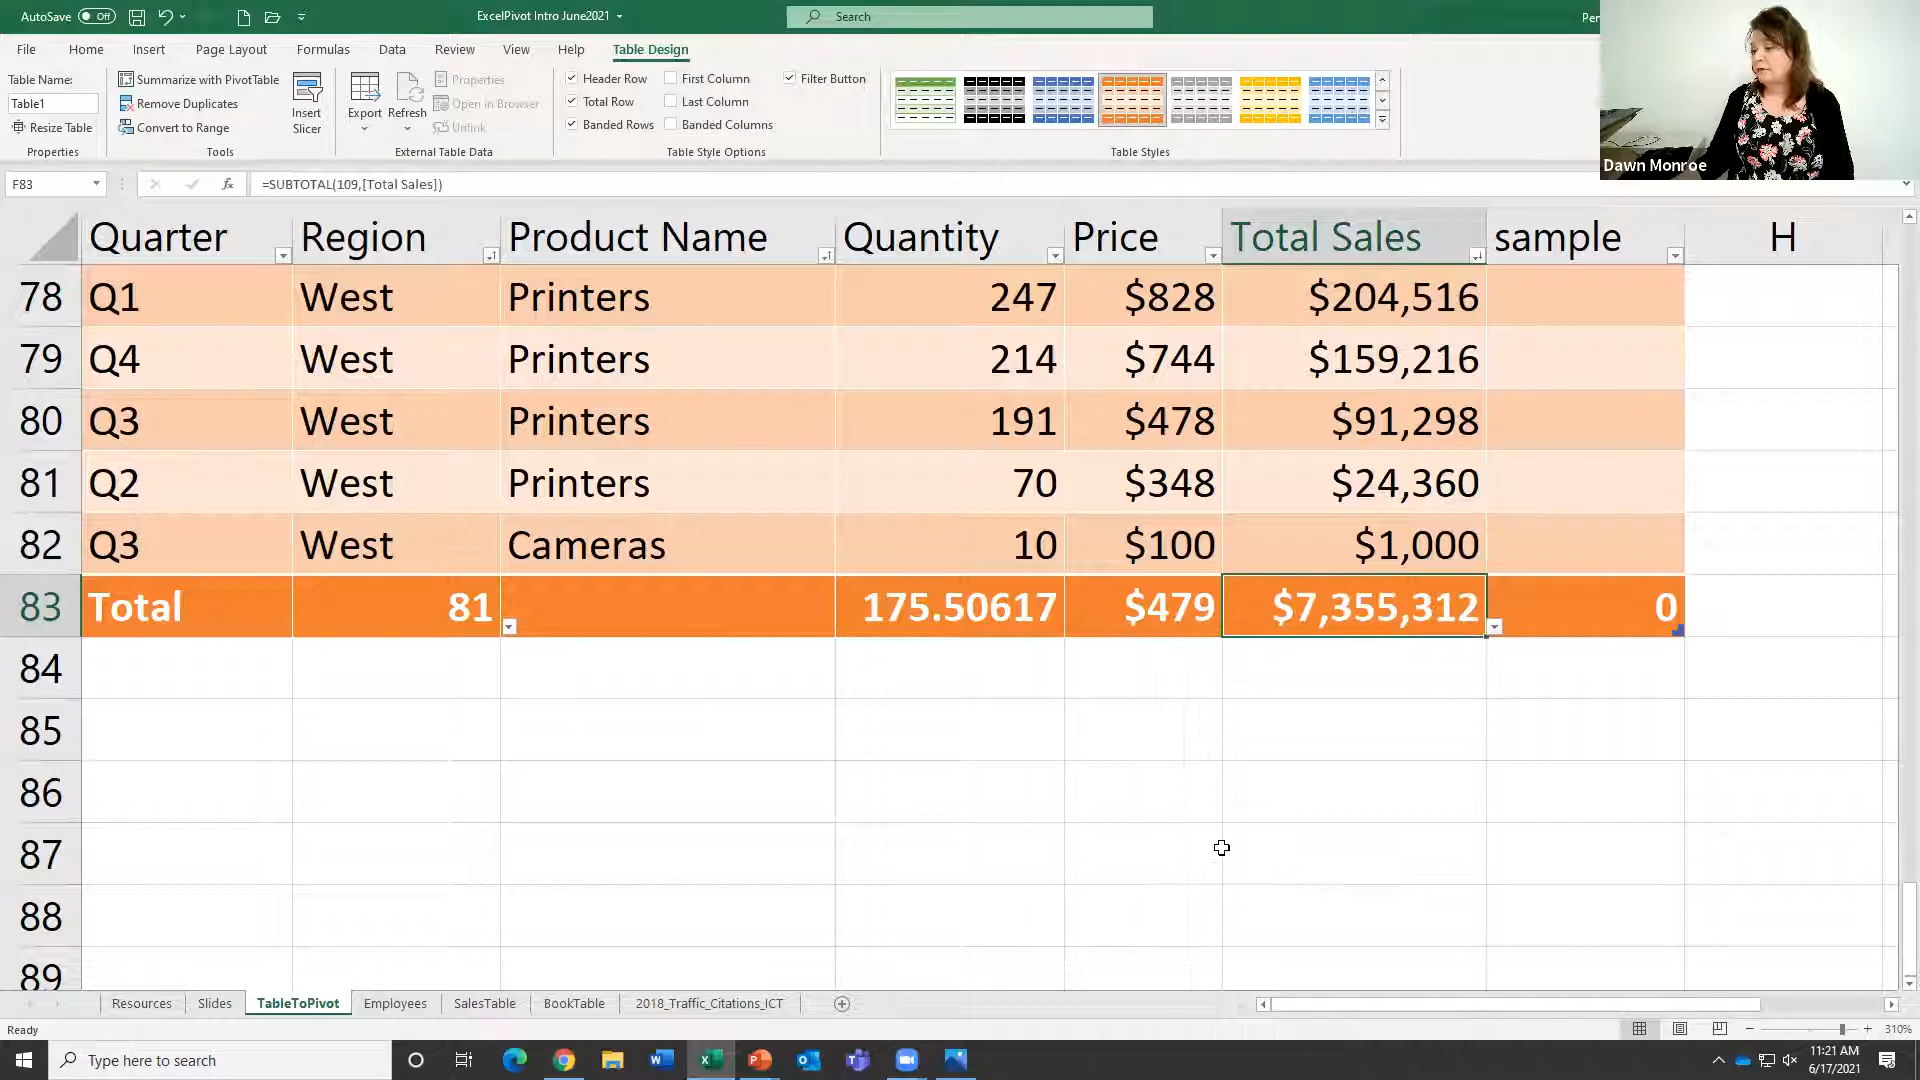 AutoSave Off
ExcelPivot Intro June2021
Search
Per
File Home Insert Page Layout Formulas Data Review View Help Table Design
Table Name:
Table1
Resize Table
Properties
Summarize with PivotTable
Remove Duplicates
Convert to Range
Tools
Insert
Slicer
Export
Refresh
Properties
Open in Browser
Unlink
External Table Data
Header Row First Column Filter Button
Total Row Last Column
Banded Rows Banded Columns
Table Style Options
Table Styles
Dawn Monroe
F83 fx =SUBTOTAL(109,[Total Sales])
Quarter Region Product Name Quantity Price Total Sales sample H
78 Q1 West Printers 247 $828 $204,516
79 Q4 West Printers 214 $744 $159,216
80 Q3 West Printers 191 $478 $91,298
81 Q2 West Printers 70 $348 $24,360
82 Q3 West Cameras 10 $100 $1,000
83 Total 81 175.50617 $479 $7,355,312 0
84
85
86
87
88
89
Resources Slides TableToPivot Employees SalesTable BookTable 2018_Traffic_Citations_ICT
Ready
310%
Type here to search
11:21 AM
6/17/2021